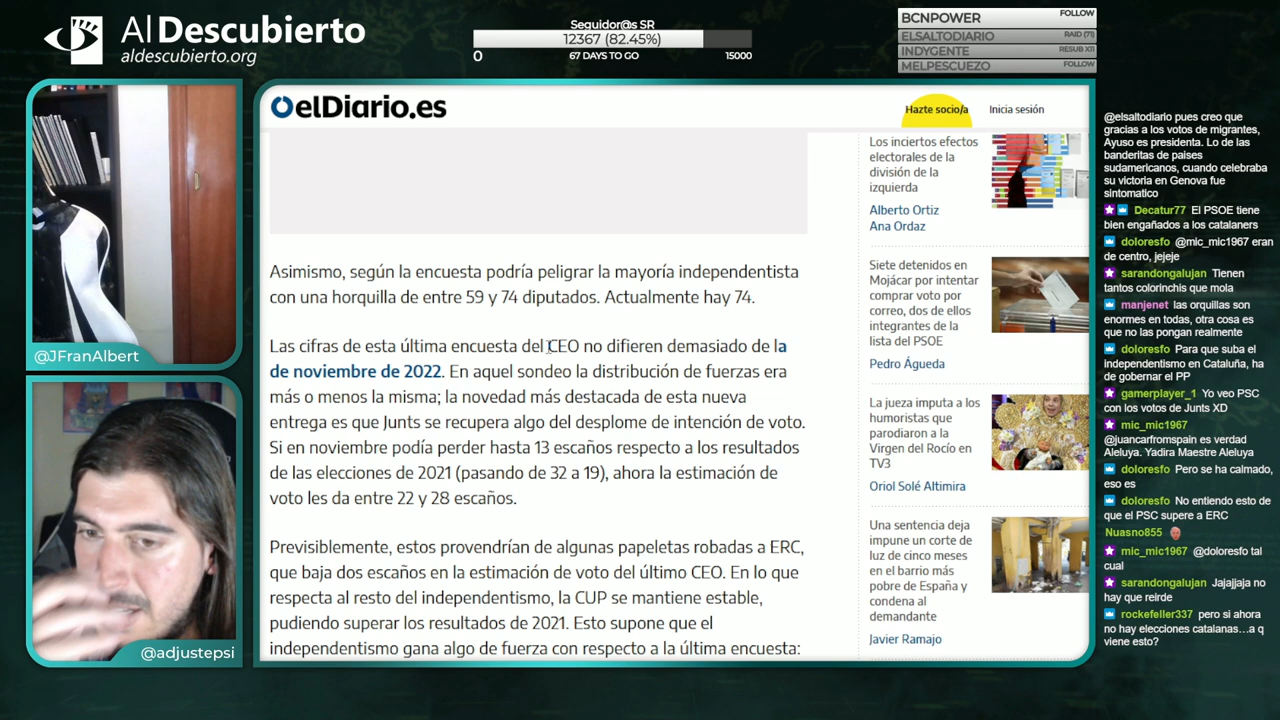 Al Descubierto
aldescubierto.org
Seguidor@s SR
12367 (82.45%)
0
67 DAYS TO GO
15000
BCNPOWER
FOLLOW
ELSALTODIARIO
RAID (71)
INDYGENTE
RESUB X11
MELPESCUEZO
FOLLOW
@JFranAlbert
@adjustepsi
elDiario.es
Hazte socio/a
Inicia sesión
Asimismo, según la encuesta podría peligrar la mayoría independentista
con una horquilla de entre 59 y 74 diputados. Actualmente hay 74.
Las cifras de esta última encuesta del CEO no difieren demasiado de la
de noviembre de 2022. En aquel sondeo la distribución de fuerzas era
más o menos la misma; la novedad más destacada de esta nueva
entrega es que Junts se recupera algo del desplome de intención de voto.
Si en noviembre podía perder hasta 13 escaños respecto a los resultados
de las elecciones de 2021 (pasando de 32 a 19), ahora la estimación de
voto les da entre 22 y 28 escaños.
Previsiblemente, estos provendrían de algunas papeletas robadas a ERC,
que baja dos escaños en la estimación de voto del último CEO. En lo que
respecta al resto del independentismo, la CUP se mantiene estable,
pudiendo superar los resultados de 2021. Esto supone que el
independentismo gana algo de fuerza con respecto a la última encuesta:
Los inciertos efectos
electorales de la
división de la
izquierda
Alberto Ortiz
Ana Ordaz
Siete detenidos en
Mojácar por intentar
comprar voto por
correo, dos de ellos
integrantes de la
lista del PSOE
Pedro Águeda
La jueza imputa a los
humoristas que
parodiaron a la
Virgen del Rocío en
TV3
Oriol Solé Altimira
Una sentencia deja
impune un corte de
luz de cinco meses
en el barrio más
pobre de España y
condena al
demandante
Javier Ramajo
@elsaltodiario pues creo que
gracias a los votos de migrantes,
Ayuso es presidenta. Lo de las
banderitas de paises
sudamericanos, cuando celebraba
su victoria en Genova fue
sintomatico
Decatur77 El PSOE tiene
bien engañados a los catalaners
doloresfo @mic_mic1967 eran
de centro, jejeje
sarandongalujan Tienen
tantos colorinchis que mola
manjenet las orquillas son
enormes en todas, otra cosa es
que no las pongan realmente
doloresfo Para que suba el
independentismo en Cataluña, ha
de gobernar el PP
gamerplayer_1 Yo veo PSC
con los votos de Junts XD
mic_mic1967
@juancarfromspain es verdad
Aleluya. Yadira Maestre Aleluya
doloresfo Pero se ha calmado,
eso es
doloresfo No entiendo esto de
que el PSC supere a ERC
Nuasno855
mic_mic1967 @doloresfo tal
cual
sarandongalujan Jajajjaja no
hay que reirde
rockefeller337 pero si ahora
no hay elecciones catalanas...a q
viene esto?